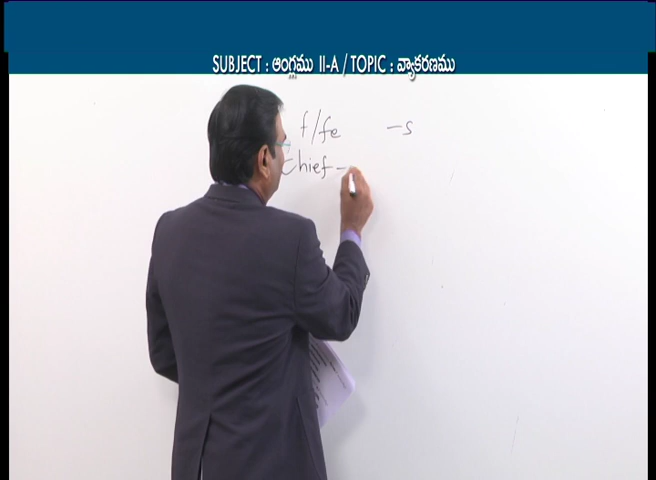 SUBJECT : ఆంగ్లము II-A / TOPIC : వ్యాకరణము
f/fe -s
chief -